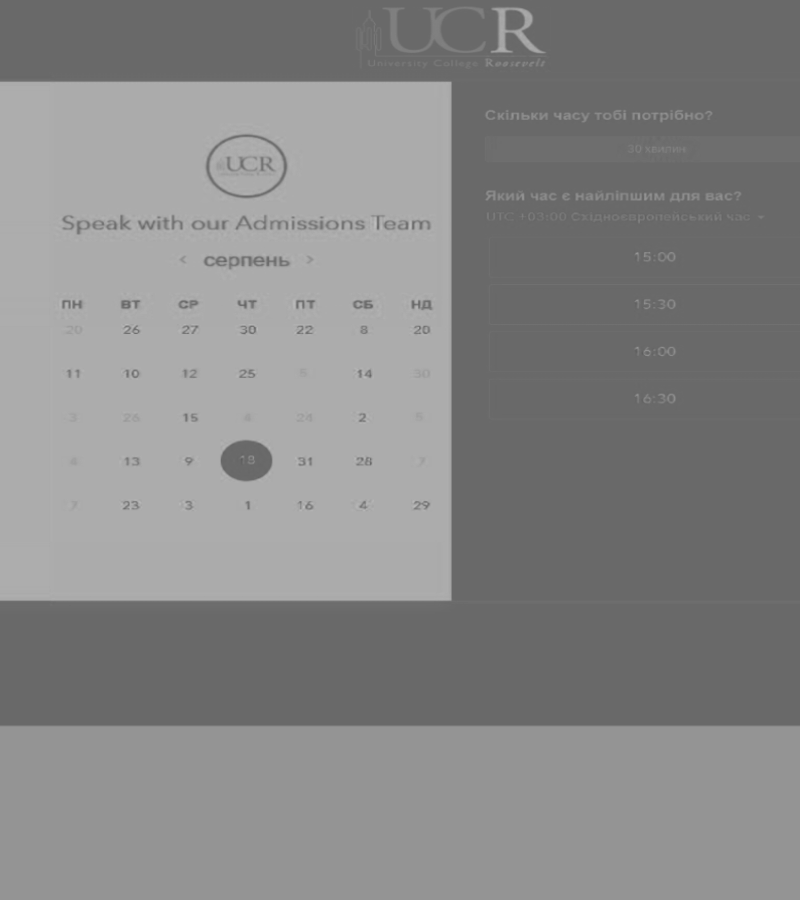 UCR
University College Roosevelt
UCR
Speak with our Admissions Team
< серпень >
ПН ВТ СР ЧТ ПТ СБ НД
20 26 27 30 22 8 20
11 10 12 25 5 14 30
3 26 15 4 24 2 5
13 9 18 31 28 7
7 23 3 1 16 4 29
Скільки часу тобі потрібно?
30 хвилин
Який час є найліпшим для вас?
UTC +03:00 Східноєвропейський час
15:00
15:30
16:00
16:30